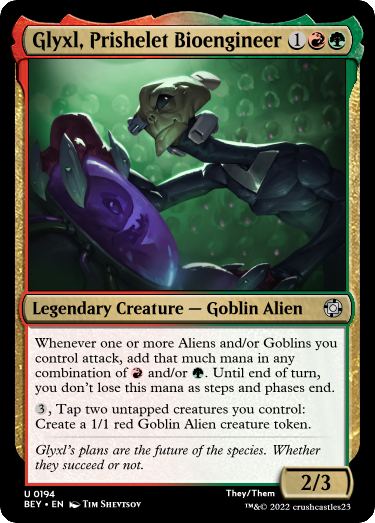 Glyxl, Prishelet Bioengineer 1
Legendary Creature — Goblin Alien
Whenever one or more Aliens and/or Goblins you
control attack, add that much mana in any
combination of and/or . Until end of turn,
you don't lose this mana as steps and phases end.
3, Tap two untapped creatures you control:
Create a 1/1 red Goblin Alien creature token.
Glyxl's plans are the future of the species. Whether
they succeed or not.
2/3
U 0194 They/Them
BEY • EN Tim Shevtsov ™&© 2022 crushcastles23